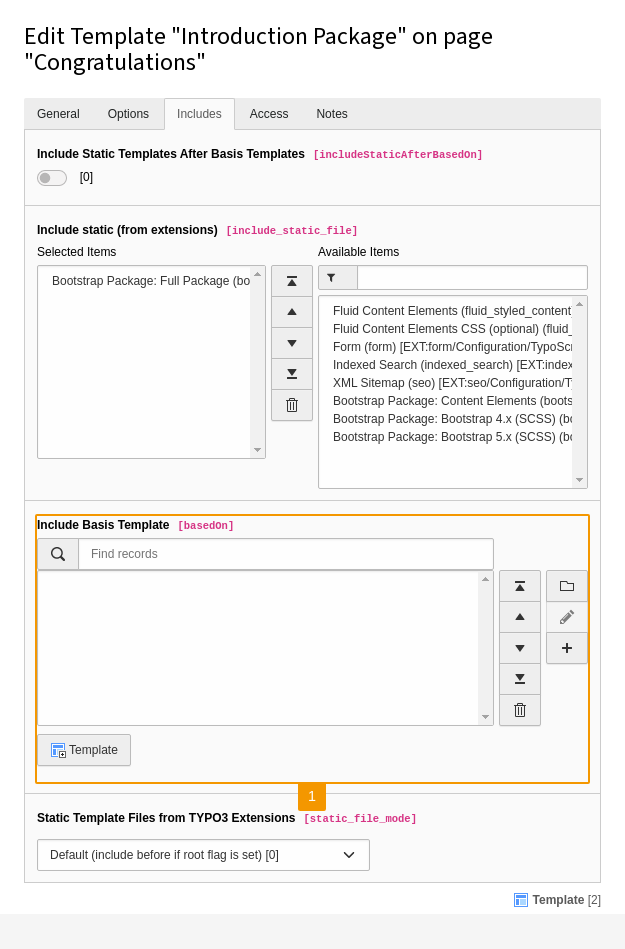 Edit Template "Introduction Package" on page
"Congratulations"
General Options Includes Access Notes
Include Static Templates After Basis Templates [includeStaticAfterBasedOn]
[0]
Include static (from extensions) [include_static_file]
Selected Items Available Items
Bootstrap Package: Full Package (bo
Fluid Content Elements (fluid_styled_content
Fluid Content Elements CSS (optional) (fluid_
Form (form) [EXT:form/Configuration/TypoScr
Indexed Search (indexed_search) [EXT:index
XML Sitemap (seo) [EXT:seo/Configuration/Ty
Bootstrap Package: Content Elements (boots
Bootstrap Package: Bootstrap 4.x (SCSS) (bo
Bootstrap Package: Bootstrap 5.x (SCSS) (bo
Include Basis Template [basedOn]
Find records
Template
1
Static Template Files from TYPO3 Extensions [static_file_mode]
Default (include before if root flag is set) [0]
Template [2]